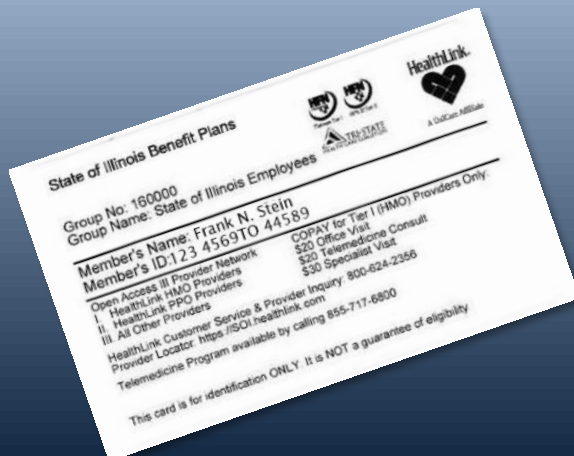 State of Illinois Benefit Plans
HFN HFN
TRI-STATE
HealthLink.
A UniCare Affiliate
Group No: 160000
Group Name: State of Illinois Employees
Member's Name: Frank N. Stein
Member's ID:123 4569TO 44589
Open Access III Provider Network
I. HealthLink HMO Providers
II. HealthLink PPO Providers
III. All Other Providers
COPAY for Tier I (HMO) Providers Only:
$20 Office Visit
$20 Telemedicine Consult
$30 Specialist Visit
HealthLink Customer Service & Provider Inquiry: 800-624-2356
Provider Locator: https://SOI.healthlink.com
Telemedicine Program available by calling 855-717-6800
This card is for identification ONLY It is NOT a guarantee of eligibility